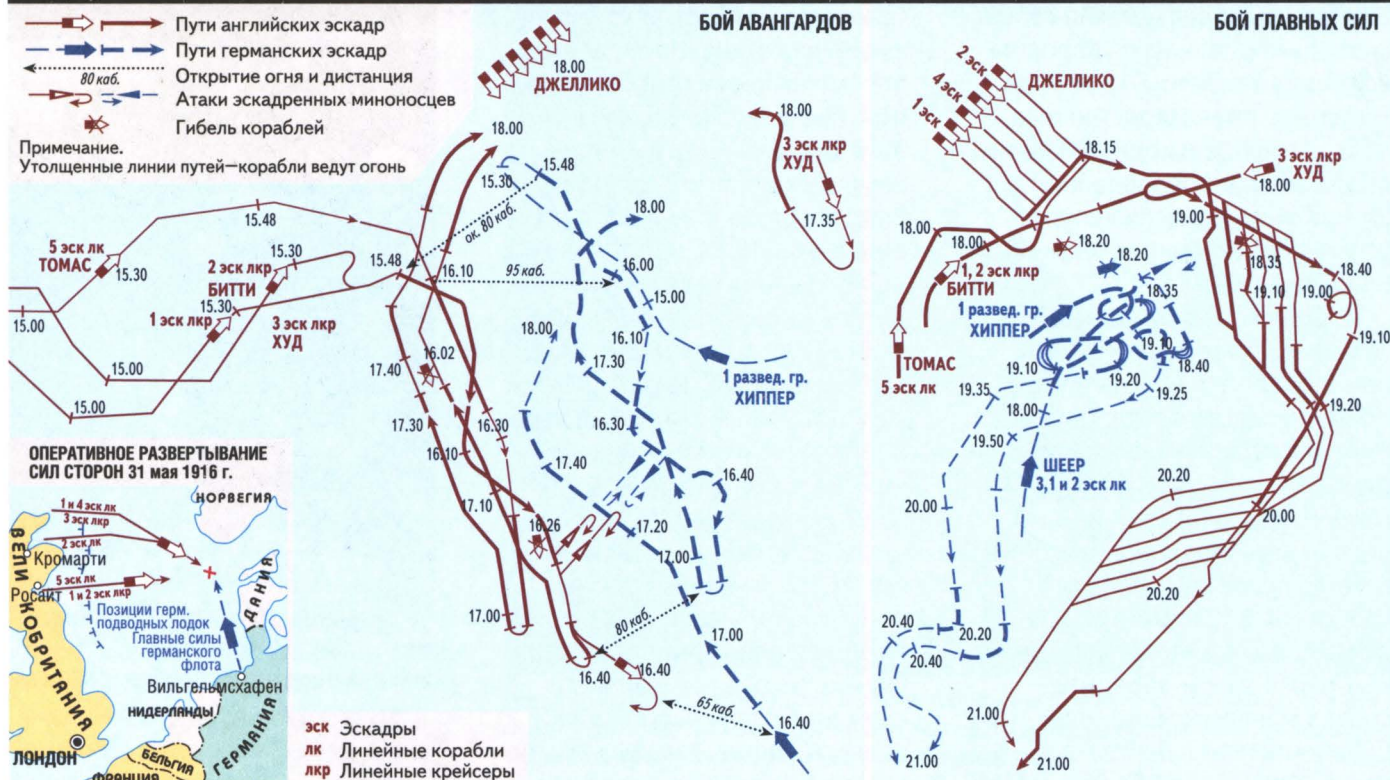 Пути английских эскадр
Пути германских эскадр
80 каб.
Открытие огня и дистанция
Атаки эскадренных миноносцев
Гибель кораблей
Примечание.
Утолщенные линии путей—корабли ведут огонь
БОЙ АВАНГАРДОВ
18.00
ДЖЕЛЛИКО
18.00
15.30
15.48
ок. 80 каб.
18.00
18.00
3 эск лкр
ХУД
17.35
15.48
5 эск лк
ТОМАС
15.30
2 эск лкр
БИТТИ
15.30
15.48
16.10
95 каб.
16.00
15.00
15.30
1 эск лкр
3 эск лкр
ХУД
15.00
15.00
15.00
16.02
17.40
18.00
17.30
16.10
1 развед. гр.
ХИППЕР
17.30
16.30
16.30
16.10
17.40
16.40
17.10
16.26
17.20
17.00
17.00
80 каб.
17.00
16.40
16.40
65 каб.
16.40
БОЙ ГЛАВНЫХ СИЛ
2 эск
4 эск
1 эск
ДЖЕЛЛИКО
18.15
3 эск лкр
ХУД
18.00
18.00
18.00
18.20
19.00
18.35
18.40
1, 2 эск лкр
БИТТИ
18.20
18.35
19.10
19.00
1 развед. гр.
ХИППЕР
19.10
19.10
18.40
19.10
ТОМАС
5 эск лк
19.35
19.20
19.25
18.00
19.20
19.50
ШЕЕР
3,1 и 2 эск лк
20.00
20.20
20.00
20.20
20.40
20.20
20.40
21.00
21.00
21.00
ОПЕРАТИВНОЕ РАЗВЕРТЫВАНИЕ
СИЛ СТОРОН 31 мая 1916 г.
НОРВЕГИЯ
1 и 4 эск лк
3 эск лкр
2 эск лк
Кромарти
5 эск лк
Росайт
1 и 2 эск лкр
ВЕЛИКОБРИТАНИЯ
ДАНИЯ
Позиции герм.
подводных лодок
Главные силы
германского
флота
Вильгельмсхафен
НИДЕРЛАНДЫ
ГЕРМАНИЯ
ЛОНДОН
БЕЛЬГИЯ
ФРАНЦИЯ
эск Эскадры
лк Линейные корабли
лкр Линейные крейсеры